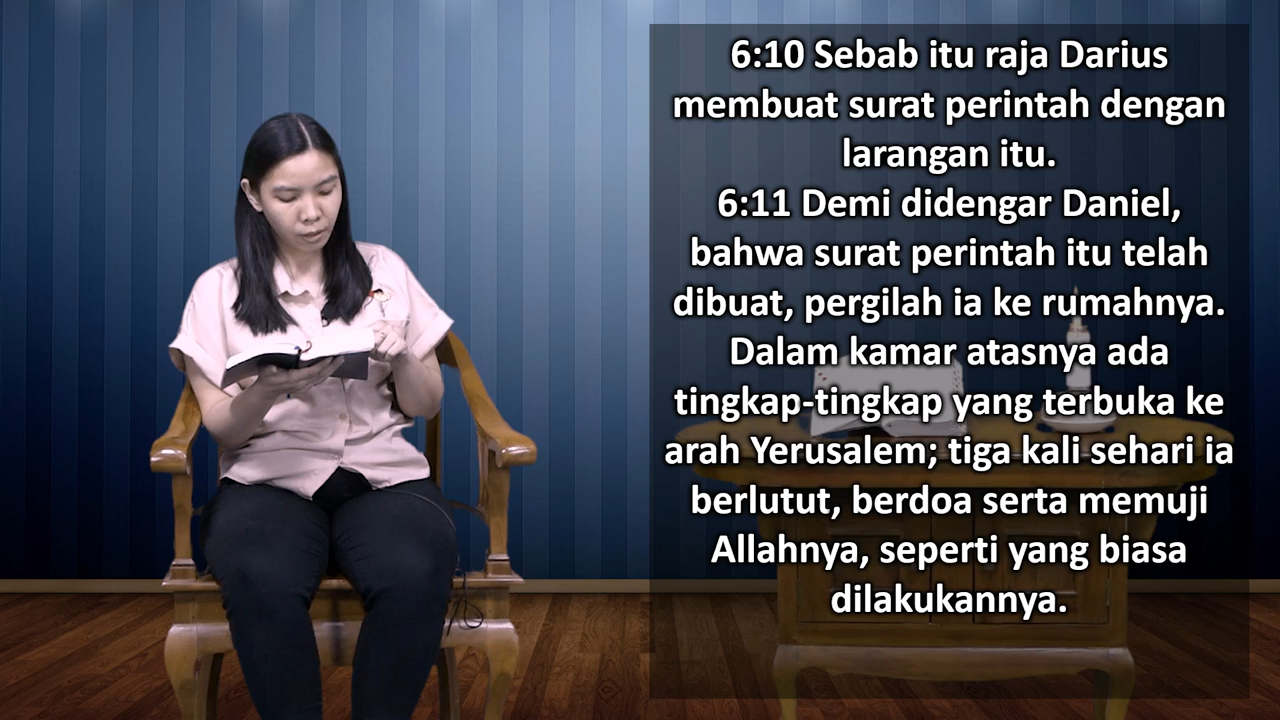 6:10 Sebab itu raja Darius
membuat surat perintah dengan
larangan itu.
6:11 Demi didengar Daniel,
bahwa surat perintah itu telah
dibuat, pergilah ia ke rumahnya.
Dalam kamar atasnya ada
tingkap-tingkap yang terbuka ke
arah Yerusalem; tiga kali sehari ia
berlutut, berdoa serta memuji
Allahnya, seperti yang biasa
dilakukannya.